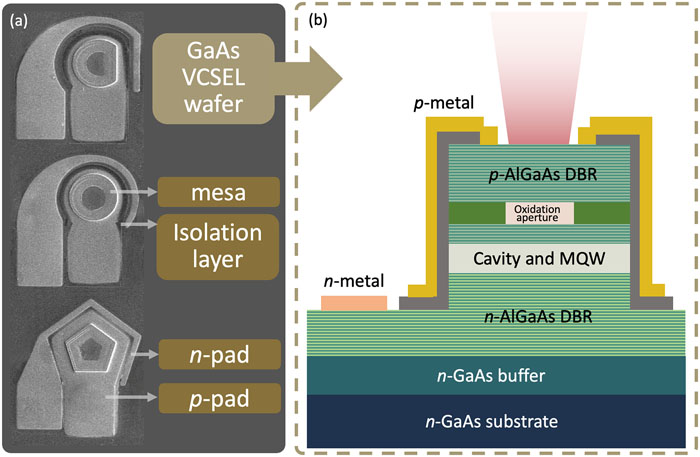 (a)
GaAs
VCSEL
wafer
mesa
Isolation
layer
n-pad
p-pad
(b)
p-metal
p-AlGaAs DBR
Oxidation
aperture
Cavity and MQW
n-metal
n-AlGaAs DBR
n-GaAs buffer
n-GaAs substrate